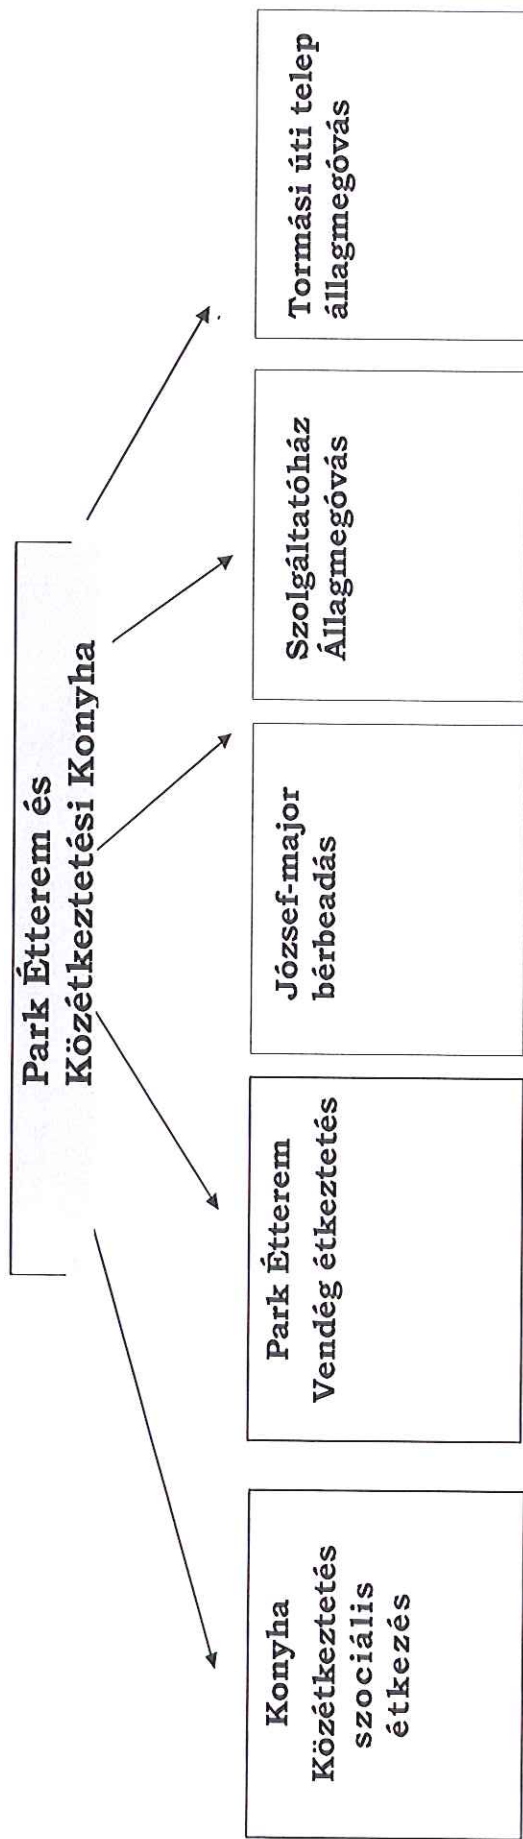 Park Étterem és
Közétkeztetési Konyha
Konyha
Közétkeztetés
szociális
étkezés
Park Étterem
Vendég étkeztetés
József-major
bérbeadás
Szolgáltatóház
Állagmegóvás
Tormási úti telep
állagmegóvás